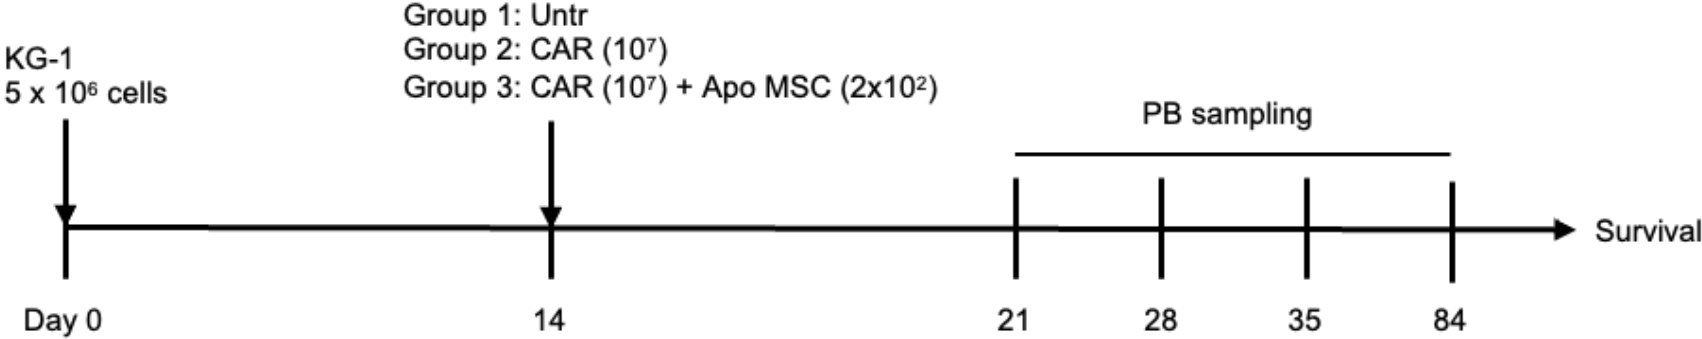 Group 1: Untr
Group 2: CAR (10⁷)
Group 3: CAR (10⁷) + Apo MSC (2x10²)
KG-1
5 x 10⁶ cells
PB sampling
Survival
Day 0
14
21
28
35
84